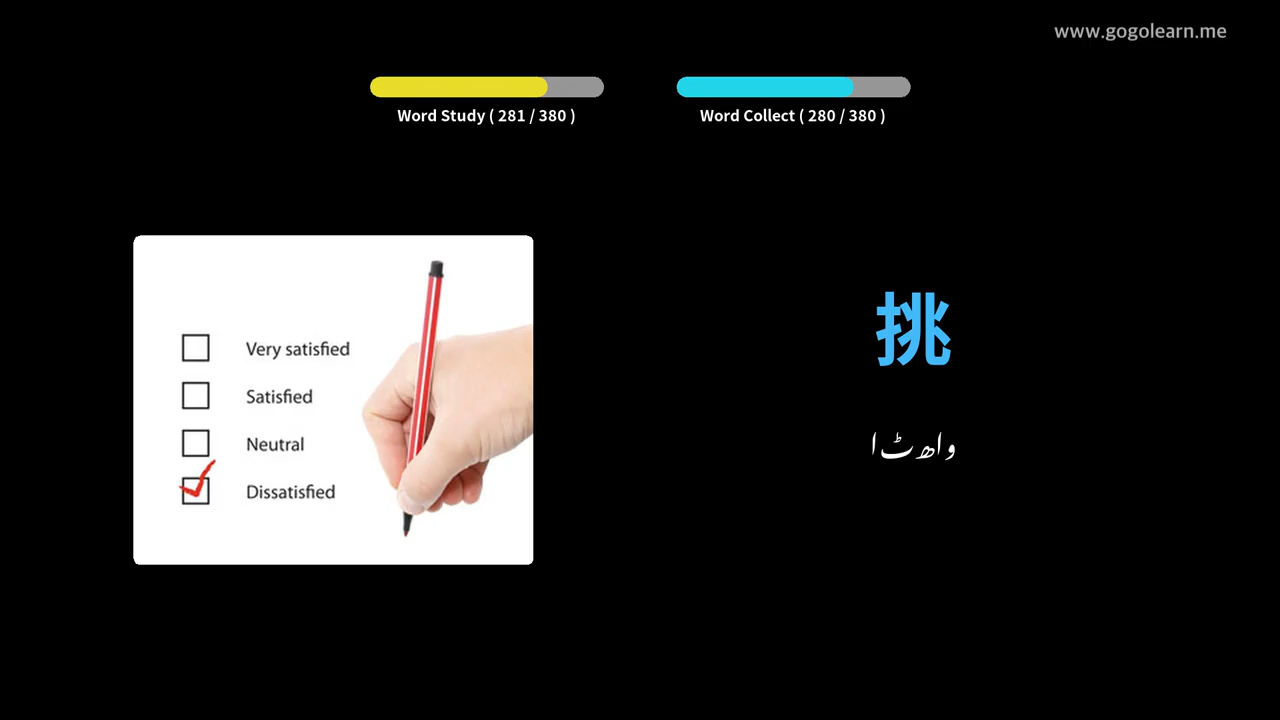 www.gogolearn.me
Word Study ( 281 / 380 )
Word Collect ( 280 / 380 )
Very satisfied
Satisfied
Neutral
Dissatisfied
挑
واھٹا